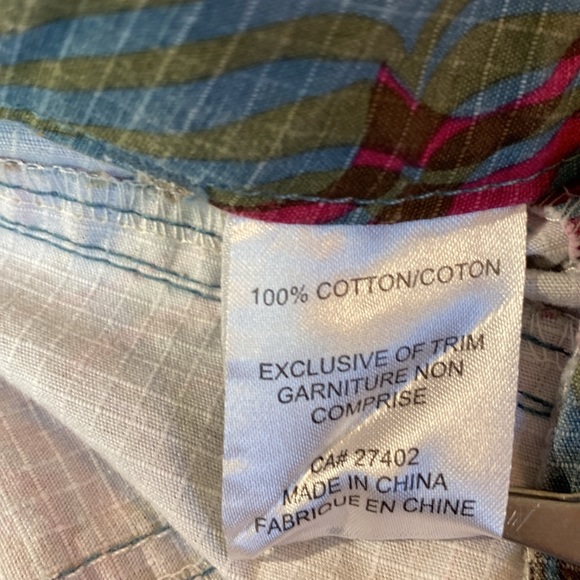 100% COTTON/COTON
EXCLUSIVE OF TRIM
GARNITURE NON
COMPRISE
CA# 27402
MADE IN CHINA
FABRIQUE EN CHINE